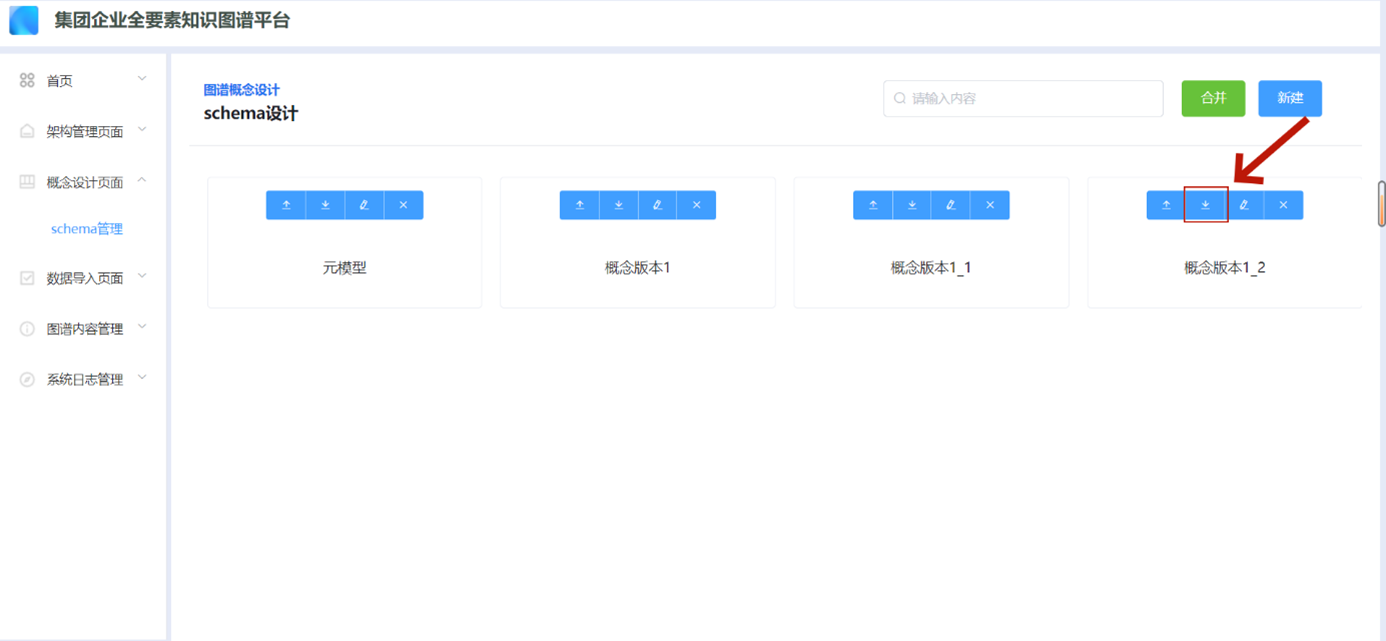 集团企业全要素知识图谱平台
首页
架构管理页面
概念设计页面
schema管理
数据导入页面
图谱内容管理
系统日志管理
图谱概念设计
schema设计
请输入内容
合并
新建
元模型
概念版本1
概念版本1_1
概念版本1_2